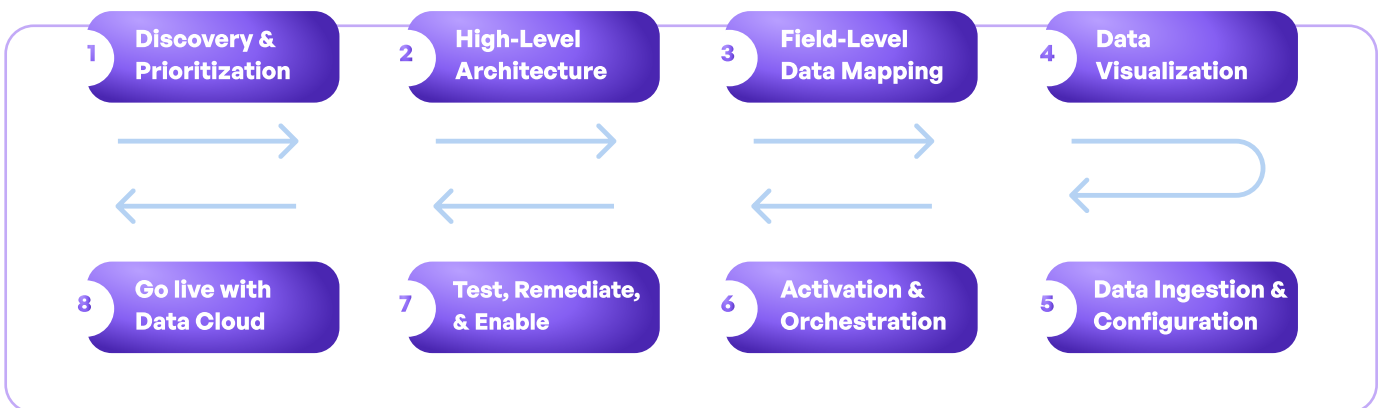 1
Discovery &
Prioritization
2
High-Level
Architecture
3
Field-Level
Data Mapping
4
Data
Visualization
5
Data Ingestion &
Configuration
6
Activation &
Orchestration
7
Test, Remediate,
& Enable
8
Go live with
Data Cloud